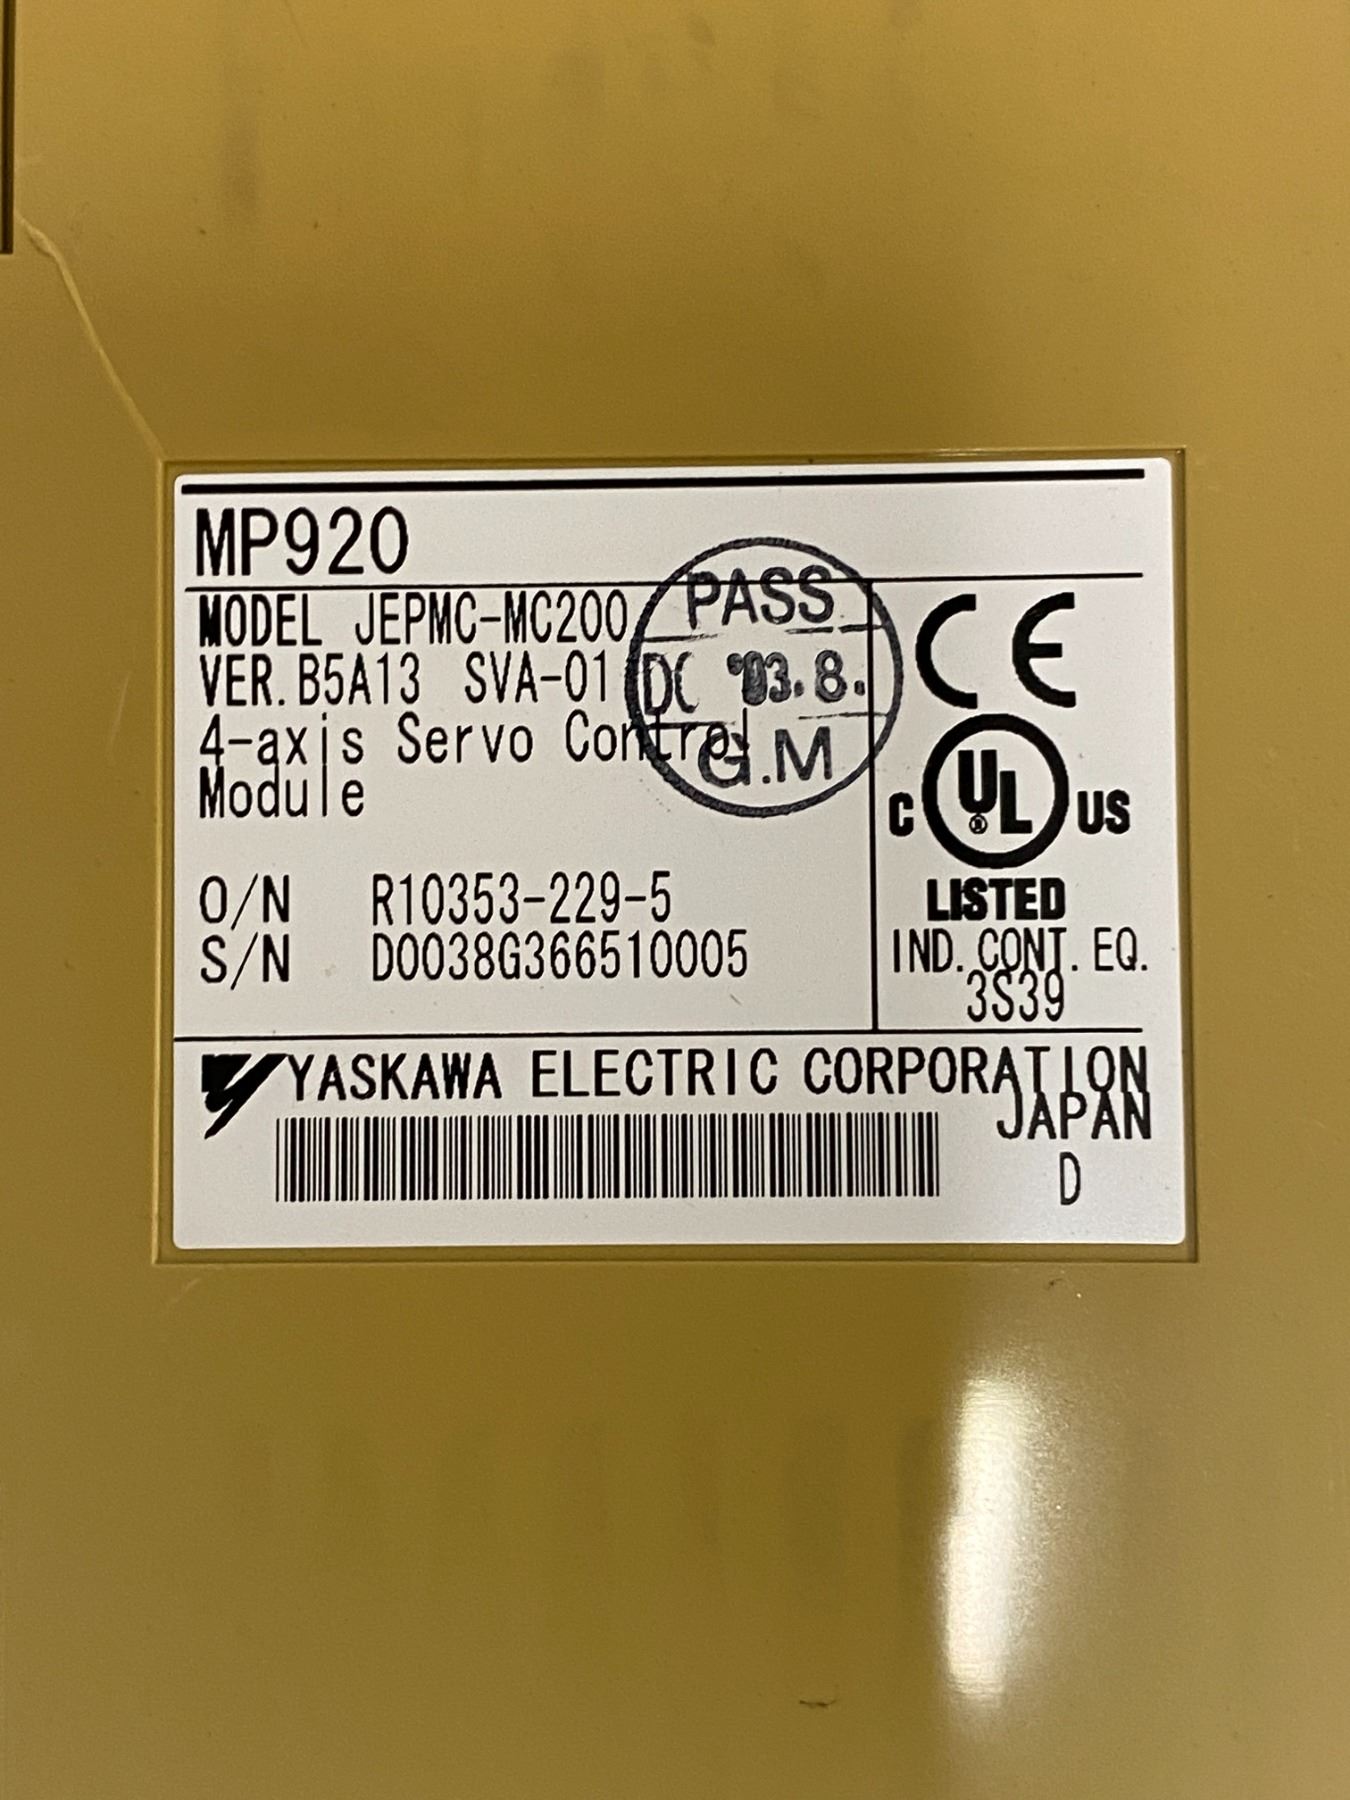 MP920
MODEL JEPMC-MC200
VER. B5A13 SVA-01
4-axis Servo Control
Module
PASS
DC '03.8.
G.M
O/N R10353-229-5
S/N D0038G366510005
CE
C UL® US
LISTED
IND. CONT. EQ.
3S39
YASKAWA ELECTRIC CORPORATION
JAPAN
D